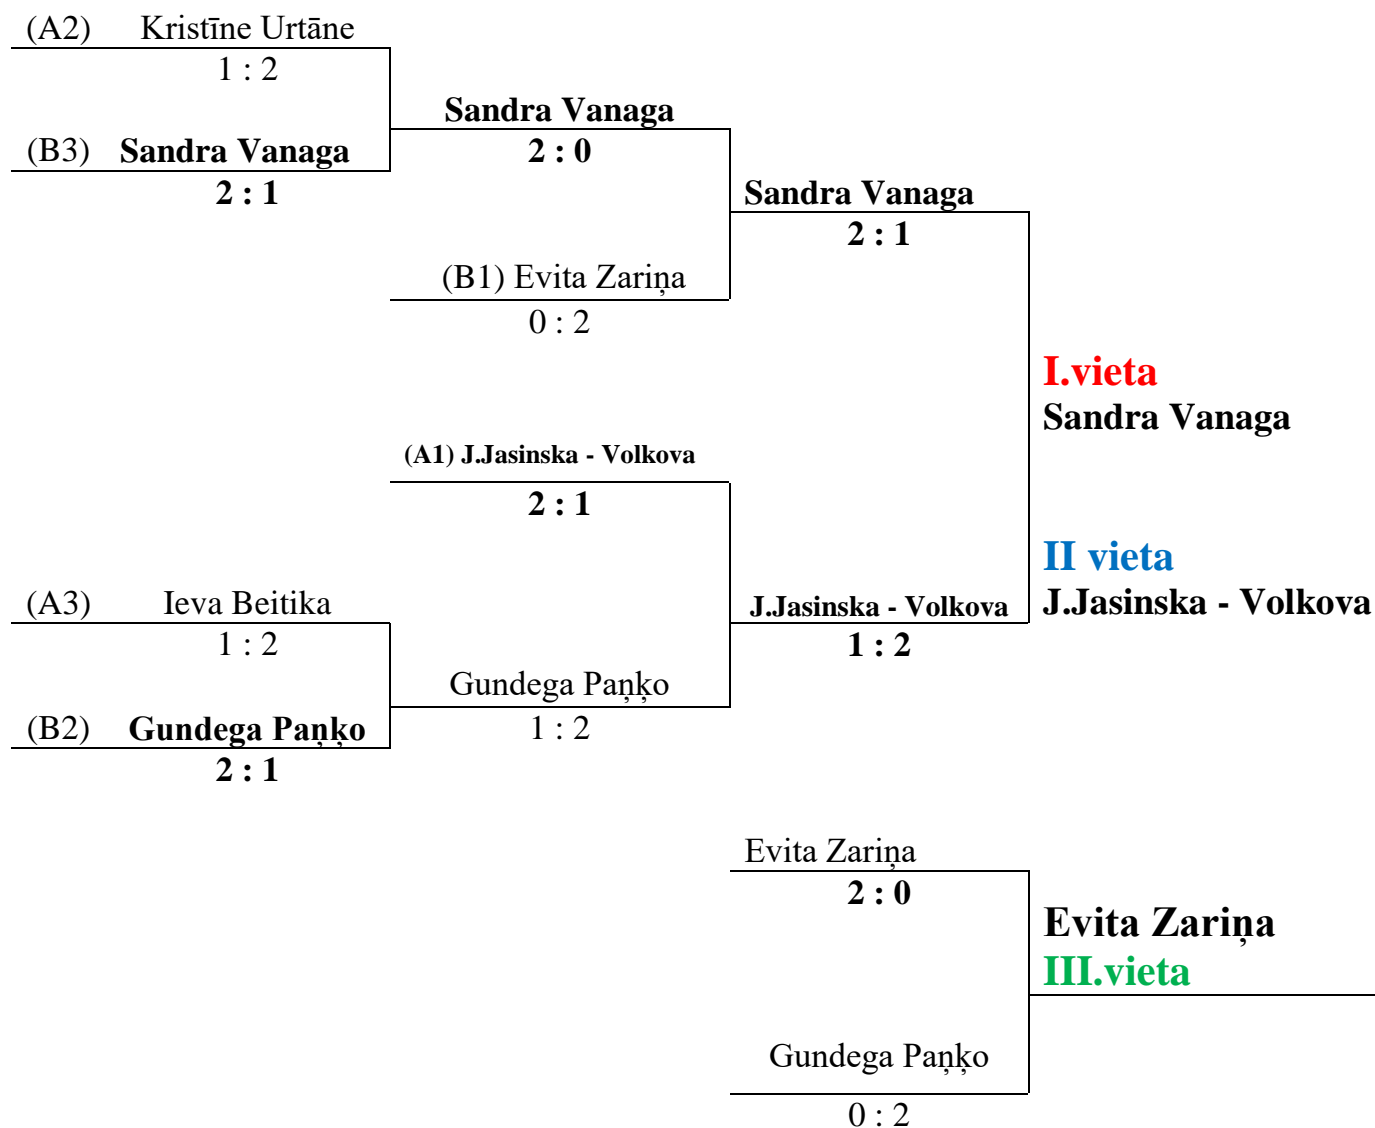 (A2) Kristīne Urtāne
1 : 2
Sandra Vanaga
(B3) Sandra Vanaga
2 : 0
2 : 1
Sandra Vanaga
2 : 1
(B1) Evita Zariņa
0 : 2
I.vieta
Sandra Vanaga
(A1) J.Jasinska - Volkova
2 : 1
II vieta
(A3) Ieva Beitika
J.Jasinska - Volkova
J.Jasinska - Volkova
1 : 2
1 : 2
Gundega Paņķo
(B2) Gundega Paņķo
1 : 2
2 : 1
Evita Zariņa
2 : 0
Evita Zariņa
III.vieta
Gundega Paņķo
0 : 2